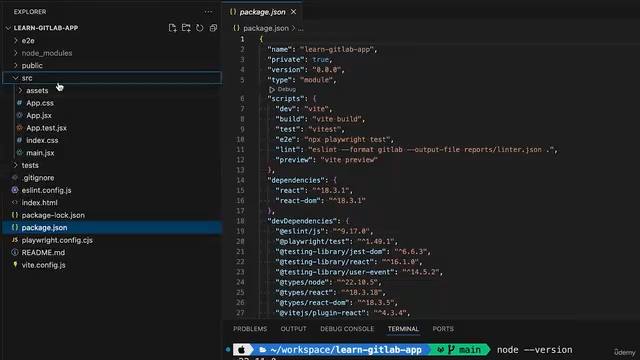 EXPLORER
LEARN-GITLAB-APP
e2e
node_modules
public
src
assets
App.css
App.jsx
App.test.jsx
index.css
main.jsx
tests
.gitignore
eslint.config.js
index.html
package-lock.json
package.json
playwright.config.cjs
README.md
vite.config.js
package.json ×
package.json > ...
1 {
2 "name": "learn-gitlab-app",
3 "private": true,
4 "version": "0.0.0",
5 "type": "module",
Debug
6 "scripts": {
7 "dev": "vite",
8 "build": "vite build",
9 "test": "vitest",
10 "e2e": "npx playwright test",
11 "lint": "eslint --format gitlab --output-file reports/linter.json .",
12 "preview": "vite preview"
13 },
14 "dependencies": {
15 "react": "^18.3.1",
16 "react-dom": "^18.3.1"
17 },
18 "devDependencies": {
19 "@eslint/js": "^9.17.0",
20 "@playwright/test": "^1.49.1",
21 "@testing-library/jest-dom": "^6.6.3",
22 "@testing-library/react": "^16.1.0",
23 "@testing-library/user-event": "^14.5.2",
24 "@types/node": "^22.10.5",
25 "@types/react": "^18.3.18",
26 "@types/react-dom": "^18.3.5",
27 "@vitejs/plugin-react": "^4.3.4",
PROBLEMS OUTPUT DEBUG CONSOLE TERMINAL PORTS
~/workspace/learn-gitlab-app main node --version
udemy